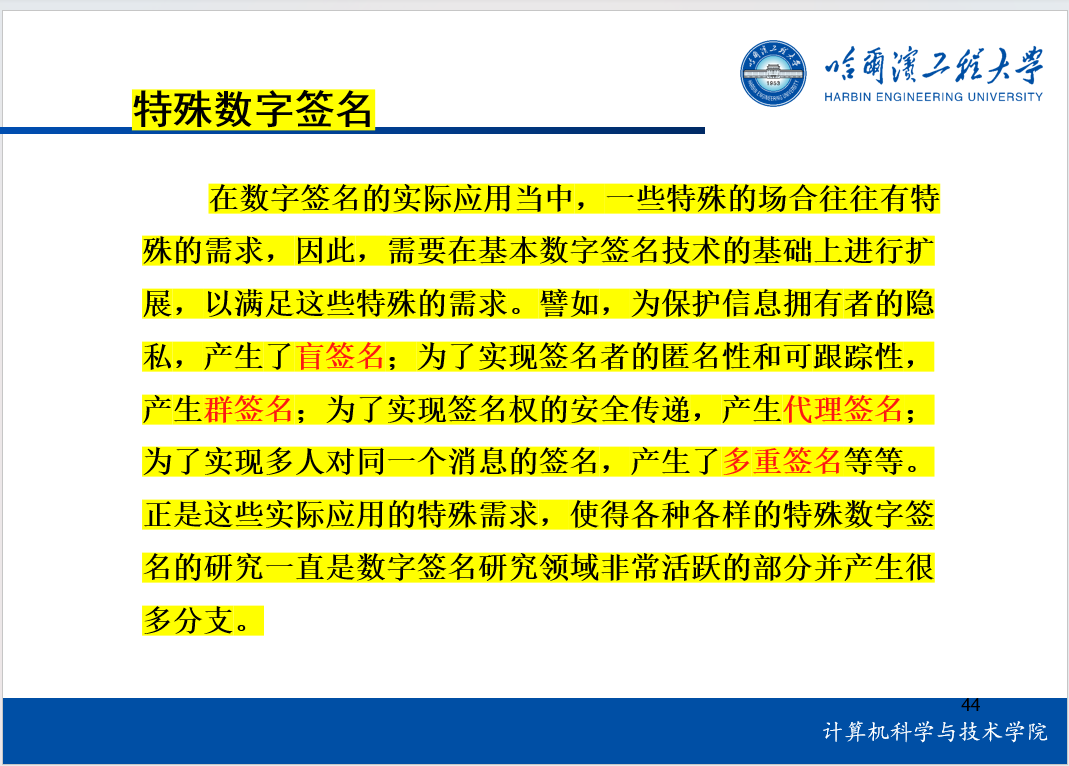 哈爾濱工程大學
HARBIN ENGINEERING UNIVERSITY
特殊数字签名
在数字签名的实际应用当中，一些特殊的场合往往有特
殊的需求，因此，需要在基本数字签名技术的基础上进行扩
展，以满足这些特殊的需求。譬如，为保护信息拥有者的隐
私，产生了盲签名；为了实现签名者的匿名性和可跟踪性，
产生群签名；为了实现签名权的安全传递，产生代理签名；
为了实现多人对同一个消息的签名，产生了多重签名等等。
正是这些实际应用的特殊需求，使得各种各样的特殊数字签
名的研究一直是数字签名研究领域非常活跃的部分并产生很
多分支。
44
计算机科学与技术学院